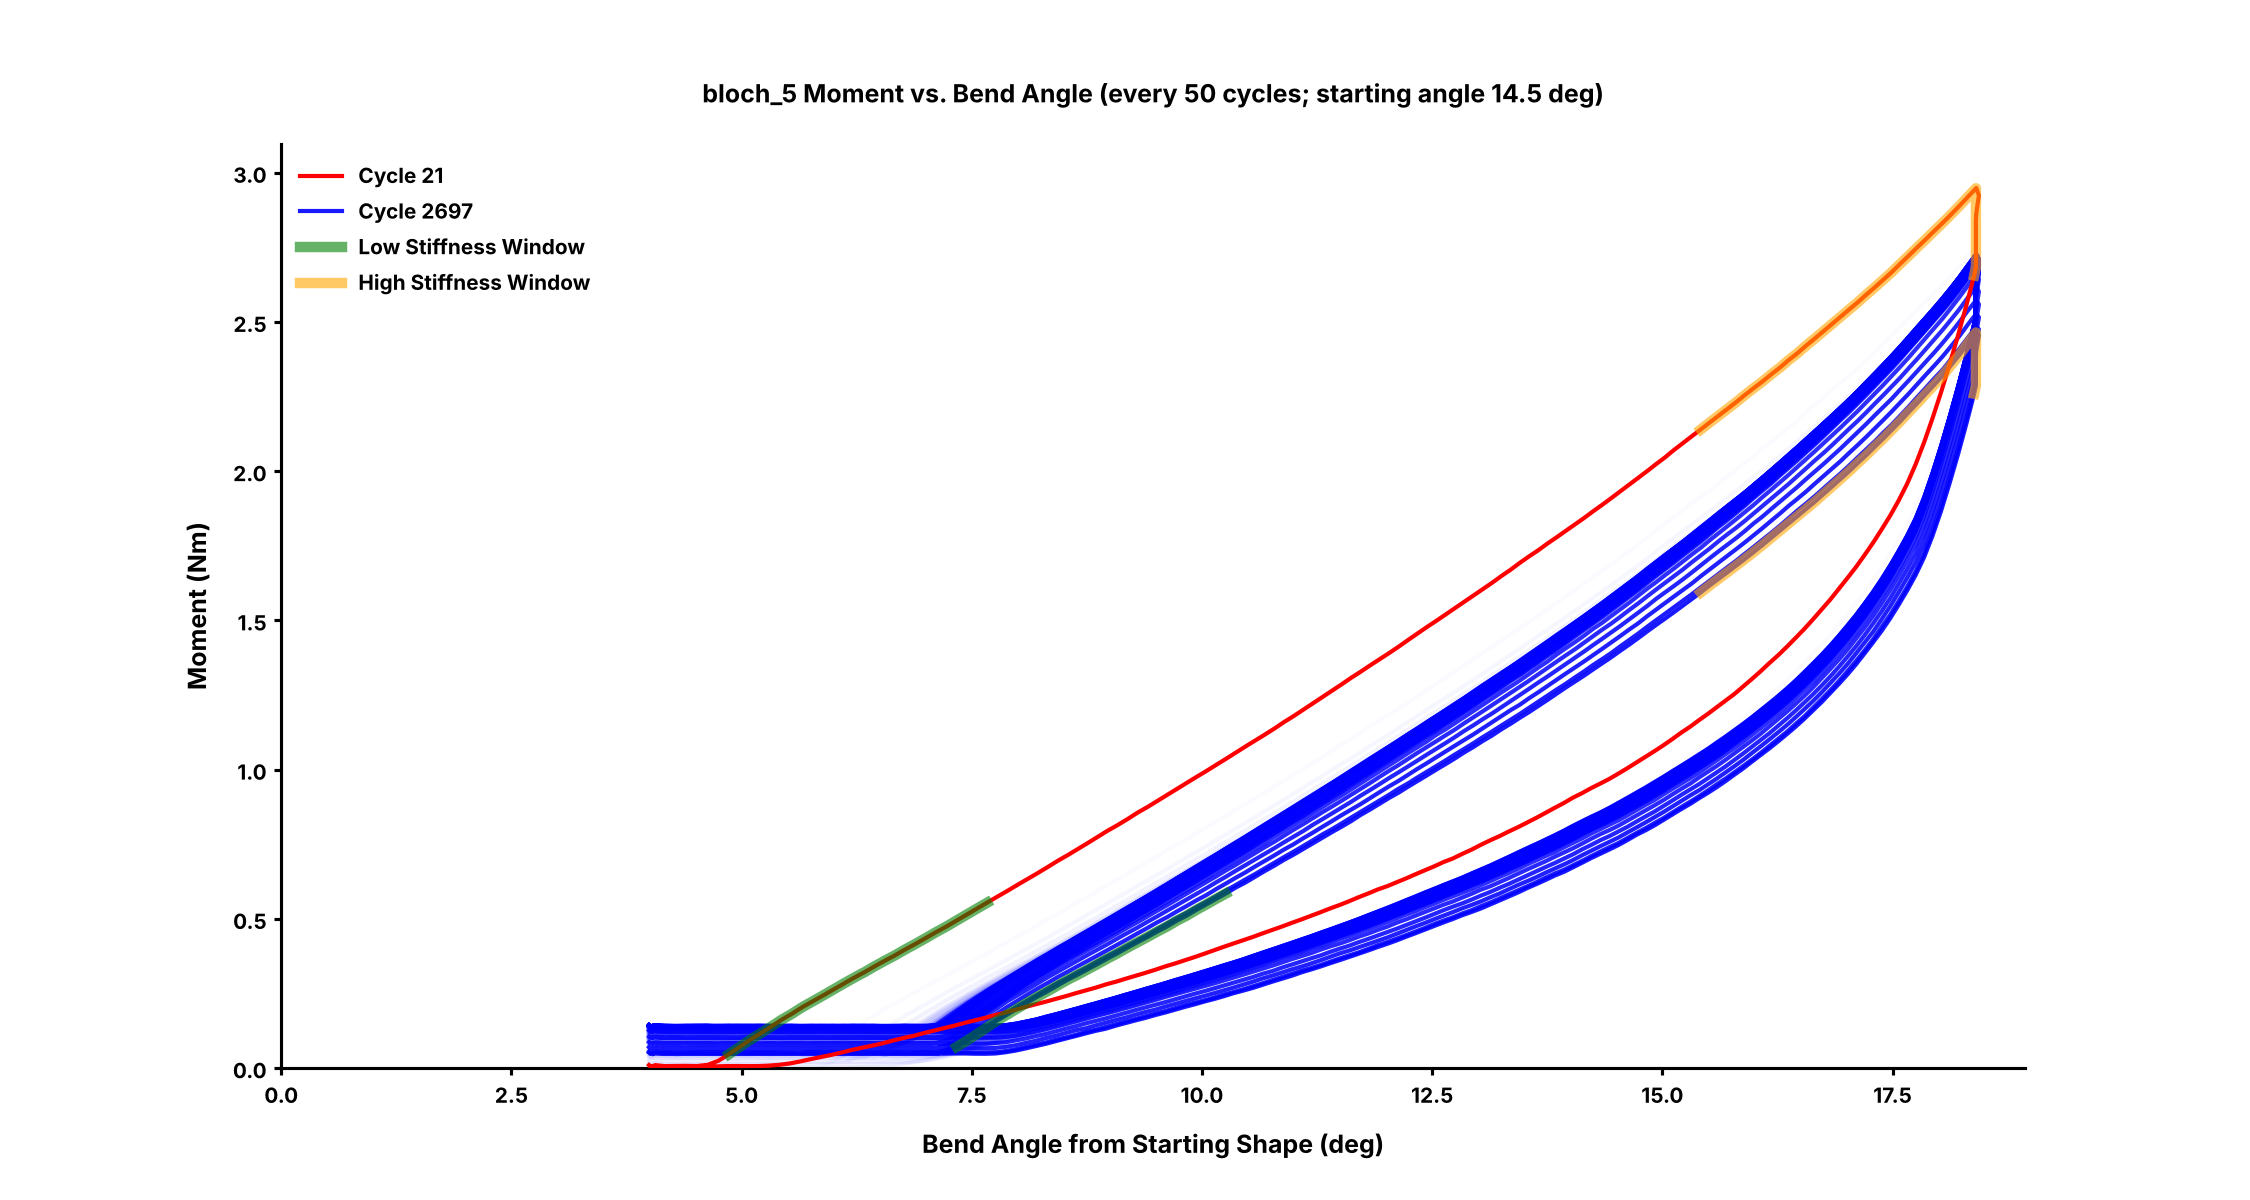 bloch_5 Moment vs. Bend Angle (every 50 cycles; starting angle 14.5 deg)
Cycle 21
Cycle 2697
Low Stiffness Window
High Stiffness Window
Moment (Nm)
3.0
2.5
2.0
1.5
1.0
0.5
0.0
0.0 2.5 5.0 7.5 10.0 12.5 15.0 17.5
Bend Angle from Starting Shape (deg)